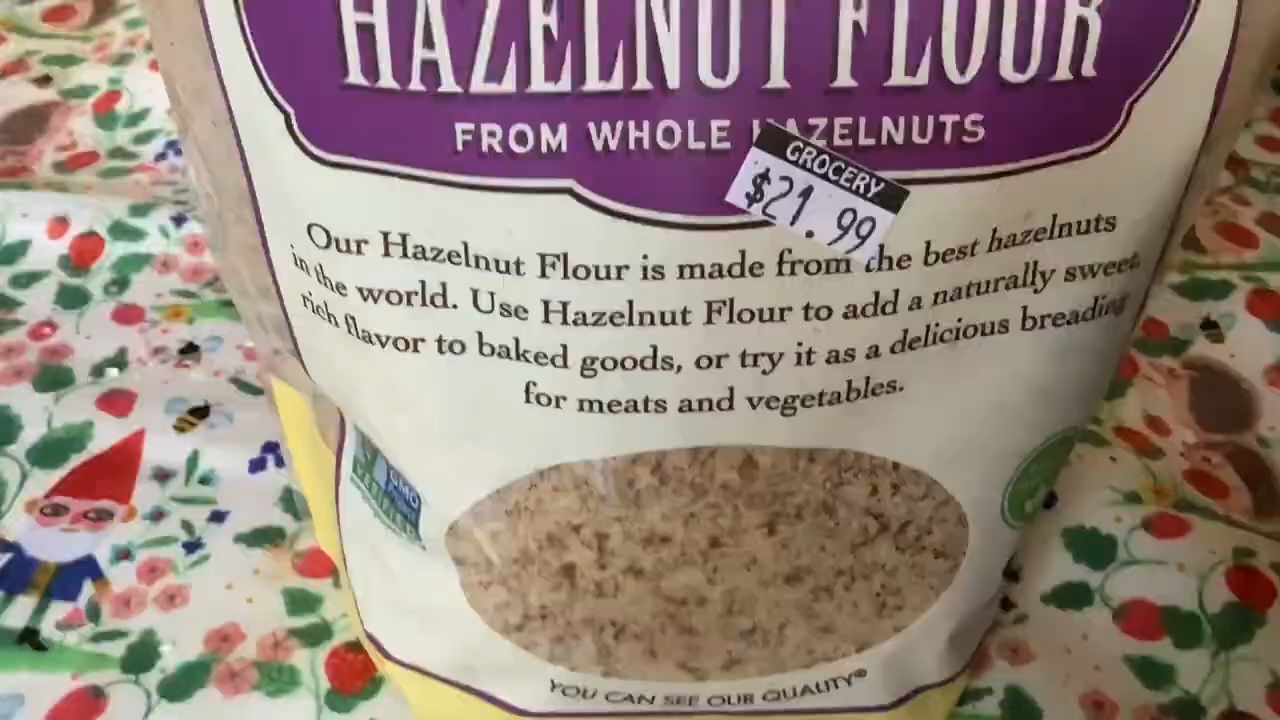 HAZELNUT FLOUR
FROM WHOLE HAZELNUTS
GROCERY
$21.99
Our Hazelnut Flour is made from the best hazelnuts
in the world. Use Hazelnut Flour to add a naturally sweet,
rich flavor to baked goods, or try it as a delicious breading
for meats and vegetables.
GMO
YOU CAN SEE OUR QUALITY®